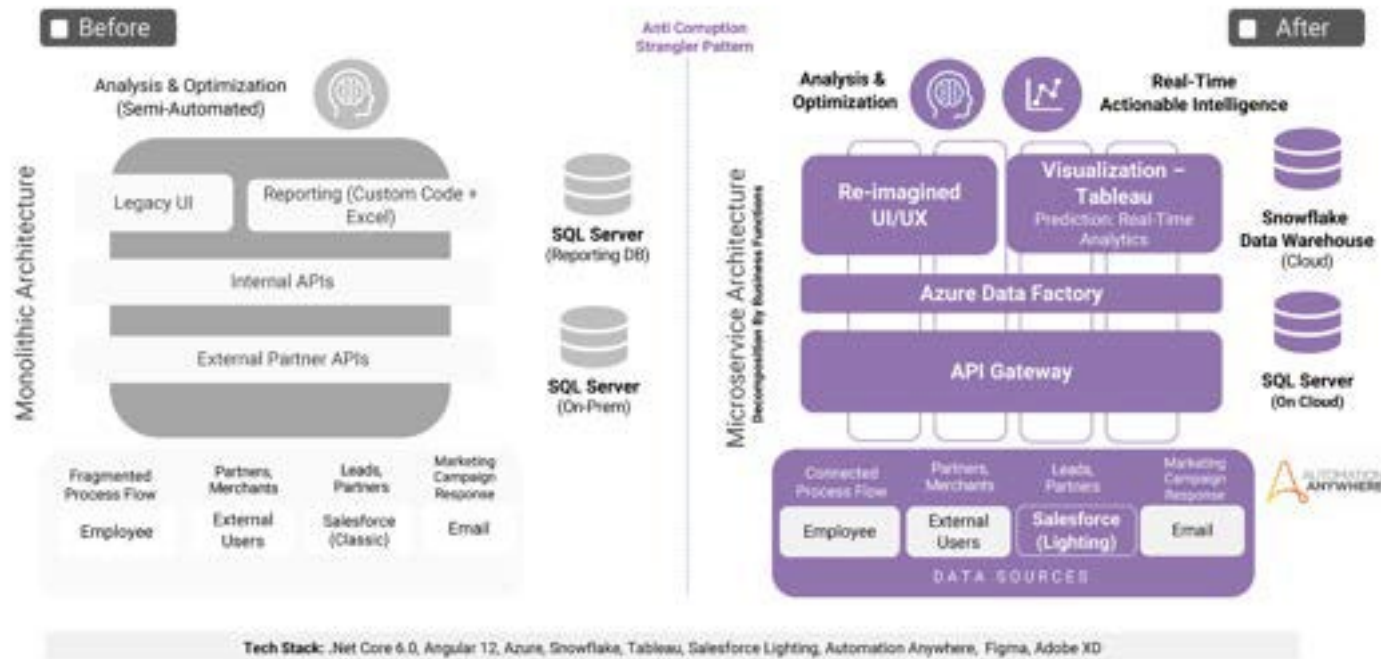 Before
Anti Corruption
Strangler Pattern
After
Analysis & Optimization
(Semi-Automated)
Monolithic Architecture
Legacy UI
Reporting (Custom Code +
Excel)
Internal APIs
External Partner APIs
SQL Server
(Reporting DB)
SQL Server
(On-Prem)
Fragmented
Process Flow
Partners,
Merchants
Leads,
Partners
Marketing
Campaign
Response
Employee
External
Users
Salesforce
(Classic)
Email
Analysis &
Optimization
Real-Time
Actionable Intelligence
Microservice Architecture
Decomposition By Business Functions
Re-imagined
UI/UX
Visualization –
Tableau
Prediction; Real-Time
Analytics
Azure Data Factory
API Gateway
Snowflake
Data Warehouse
(Cloud)
SQL Server
(On Cloud)
Connected
Process Flow
Partners,
Merchants
Leads,
Partners
Marketing
Campaign
Response
Employee
External
Users
Salesforce
(Lighting)
Email
DATA SOURCES
AUTOMATION
ANYWHERE
Tech Stack: .Net Core 6.0, Angular 12, Azure, Snowflake, Tableau, Salesforce Lighting, Automation Anywhere, Figma, Adobe XD